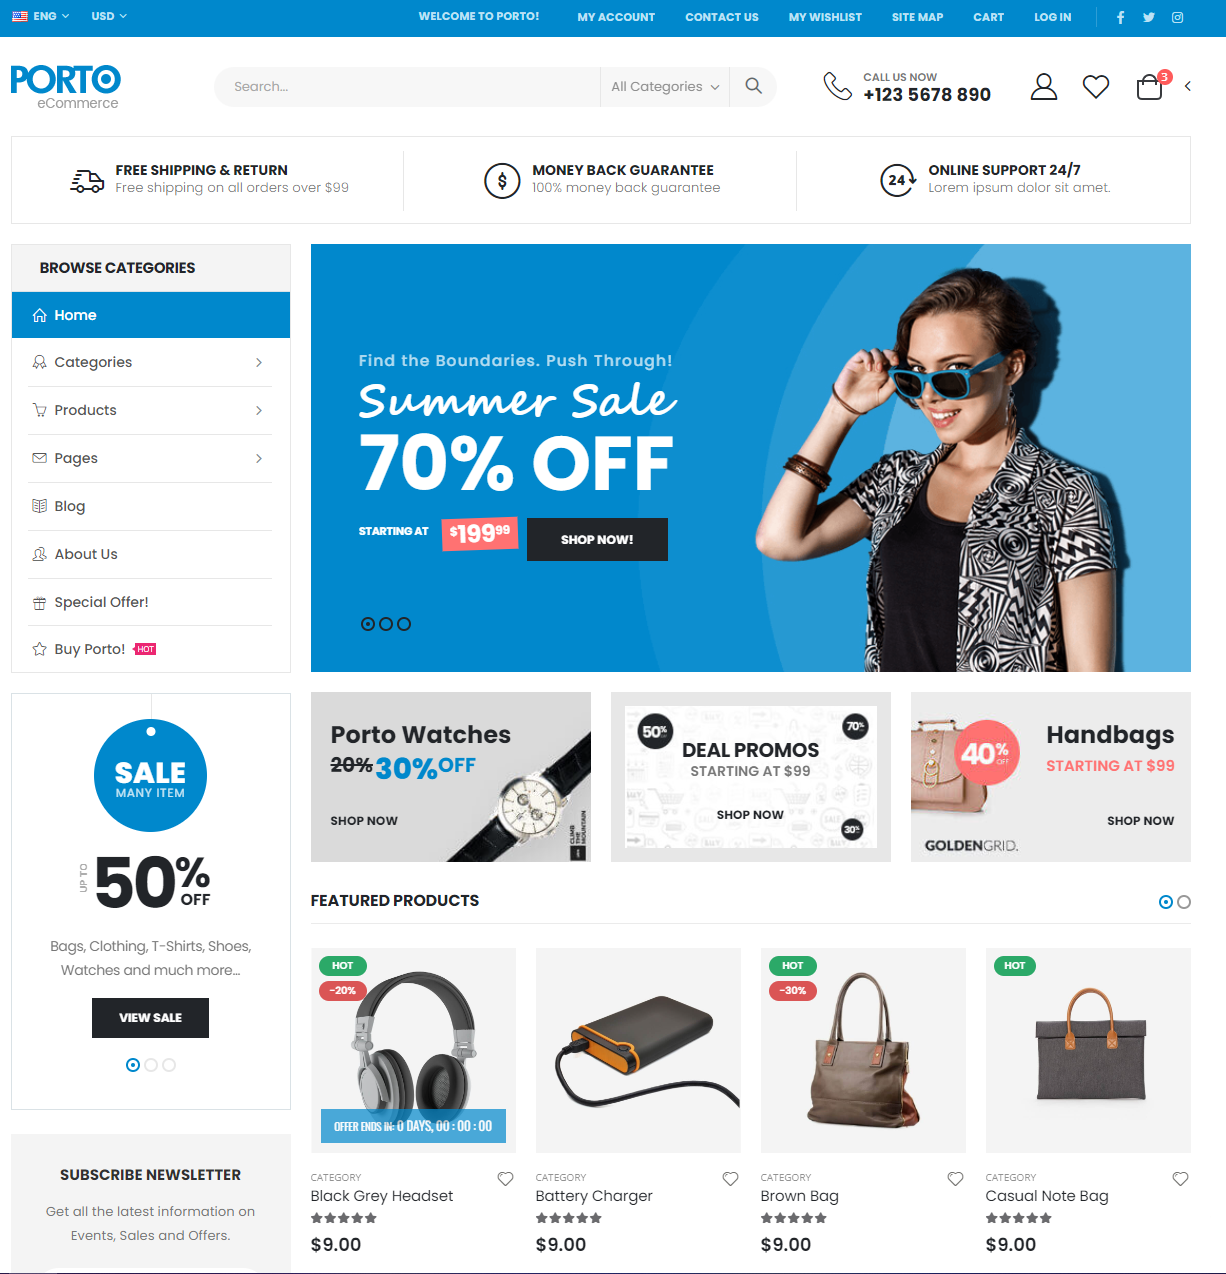 ENG USD WELCOME TO PORTO! MY ACCOUNT CONTACT US MY WISHLIST SITE MAP CART LOG IN
PORTO
eCommerce
Search...
All Categories
CALL US NOW
+123 5678 890
3
FREE SHIPPING & RETURN
Free shipping on all orders over $99
$
MONEY BACK GUARANTEE
100% money back guarantee
24
ONLINE SUPPORT 24/7
Lorem ipsum dolor sit amet.
BROWSE CATEGORIES
Home
Categories
Products
Pages
Blog
About Us
Special Offer!
Buy Porto! HOT
Find the Boundaries. Push Through!
Summer Sale
70% OFF
STARTING AT $19999 SHOP NOW!
SALE
MANY ITEM
UP TO
50%
OFF
Bags, Clothing, T-Shirts, Shoes,
Watches and much more...
VIEW SALE
SUBSCRIBE NEWSLETTER
Get all the latest information on
Events, Sales and Offers.
Porto Watches
20% 30% OFF
SHOP NOW
CLIMB
THE
MOUNTAIN
50%
70%
DEAL PROMOS
STARTING AT $99
SHOP NOW
30%
40%
OFF
Handbags
STARTING AT $99
SHOP NOW
GOLDENGRID.
FEATURED PRODUCTS
HOT
-20%
OFFER ENDS IN: 0 DAYS, 00 : 00 : 00
CATEGORY
Black Grey Headset
$9.00
CATEGORY
Battery Charger
$9.00
HOT
-30%
CATEGORY
Brown Bag
$9.00
HOT
CATEGORY
Casual Note Bag
$9.00